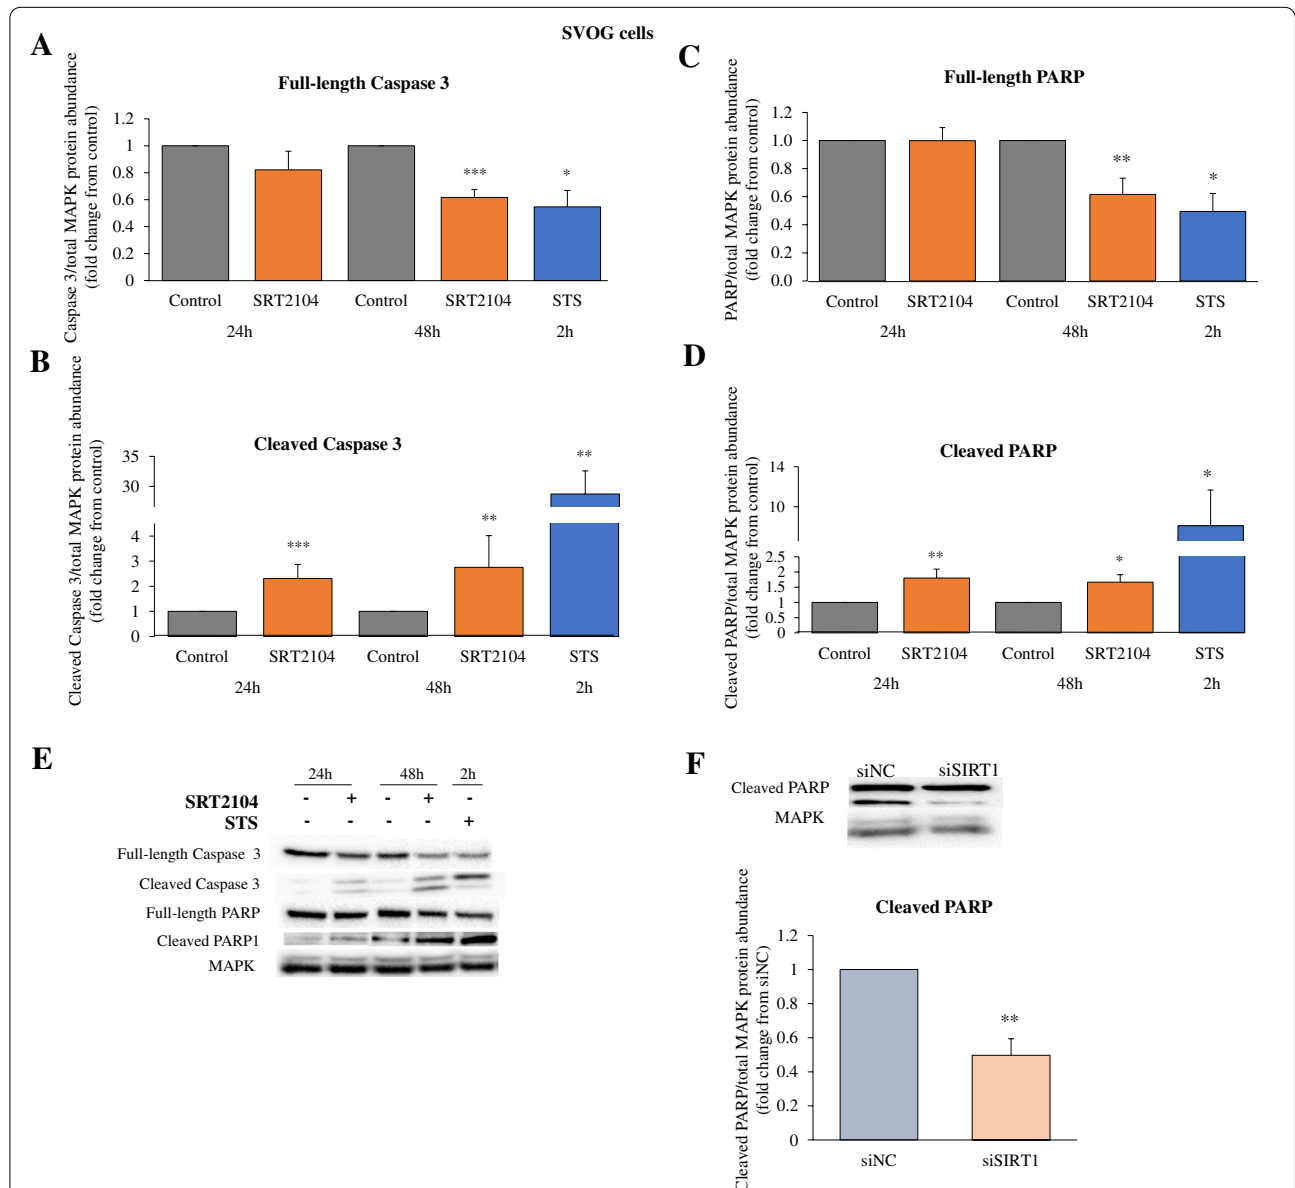 SVOG cells
A
Full-length Caspase 3
Caspase 3/total MAPK protein abundance
(fold change from control)
1.2
1
0.8
0.6
0.4
0.2
0
***
*
Control SRT2104 Control SRT2104 STS
24h 48h 2h
C
Full-length PARP
PARP/total MAPK protein abundance
(fold change from control)
1.2
1.0
0.8
0.6
0.4
0.2
0.0
**
*
Control SRT2104 Control SRT2104 STS
24h 48h 2h
B
Cleaved Caspase 3
Cleaved Caspase 3/total MAPK protein abundance
(fold change from control)
35
30
4
3
2
1
0
***
**
**
Control SRT2104 Control SRT2104 STS
24h 48h 2h
D
Cleaved PARP
Cleaved PARP/total MAPK protein abundance
(fold change from control)
14
10
2.5
2
1.5
1
0.5
0
**
*
*
Control SRT2104 Control SRT2104 STS
24h 48h 2h
E
24h 48h 2h
SRT2104 - + - + -
STS - - - - +
Full-length Caspase 3
Cleaved Caspase 3
Full-length PARP
Cleaved PARP1
MAPK
F
siNC siSIRT1
Cleaved PARP
MAPK
Cleaved PARP
Cleaved PARP/total MAPK protein abundance
(fold change from siNC)
1.2
1
0.8
0.6
0.4
0.2
0
**
siNC siSIRT1